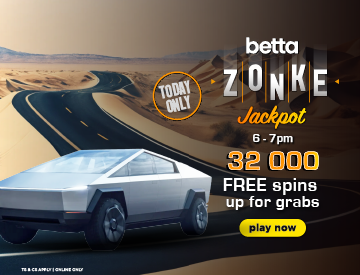 betta
ZONKE
Jackpot
TODAY
ONLY
6 - 7pm
32 000
FREE spins
up for grabs
play now
TS & CS APPLY | ONLINE ONLY